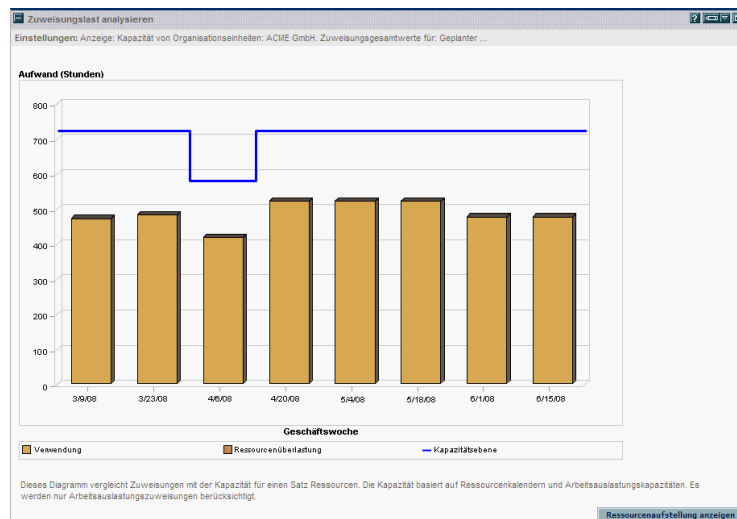 Zuweisungslast analysieren
Einstellungen: Anzeige: Kapazität von Organisationseinheiten: ACME GmbH. Zuweisungsgesamtwerte für: Geplanter ...
Aufwand (Stunden)
800
700
600
500
400
300
200
100
0
3/9/08 3/23/08 4/6/08 4/20/08 5/4/08 5/18/08 6/1/08 6/15/08
Geschäftswoche
Verwendung Ressourcenüberlastung Kapazitätsebene
Dieses Diagramm vergleicht Zuweisungen mit der Kapazität für einen Satz Ressourcen. Die Kapazität basiert auf Ressourcenkalendern und Arbeitsauslastungskapazitäten. Es
werden nur Arbeitsauslastungszuweisungen berücksichtigt.
Ressourcenaufstellung anzeigen